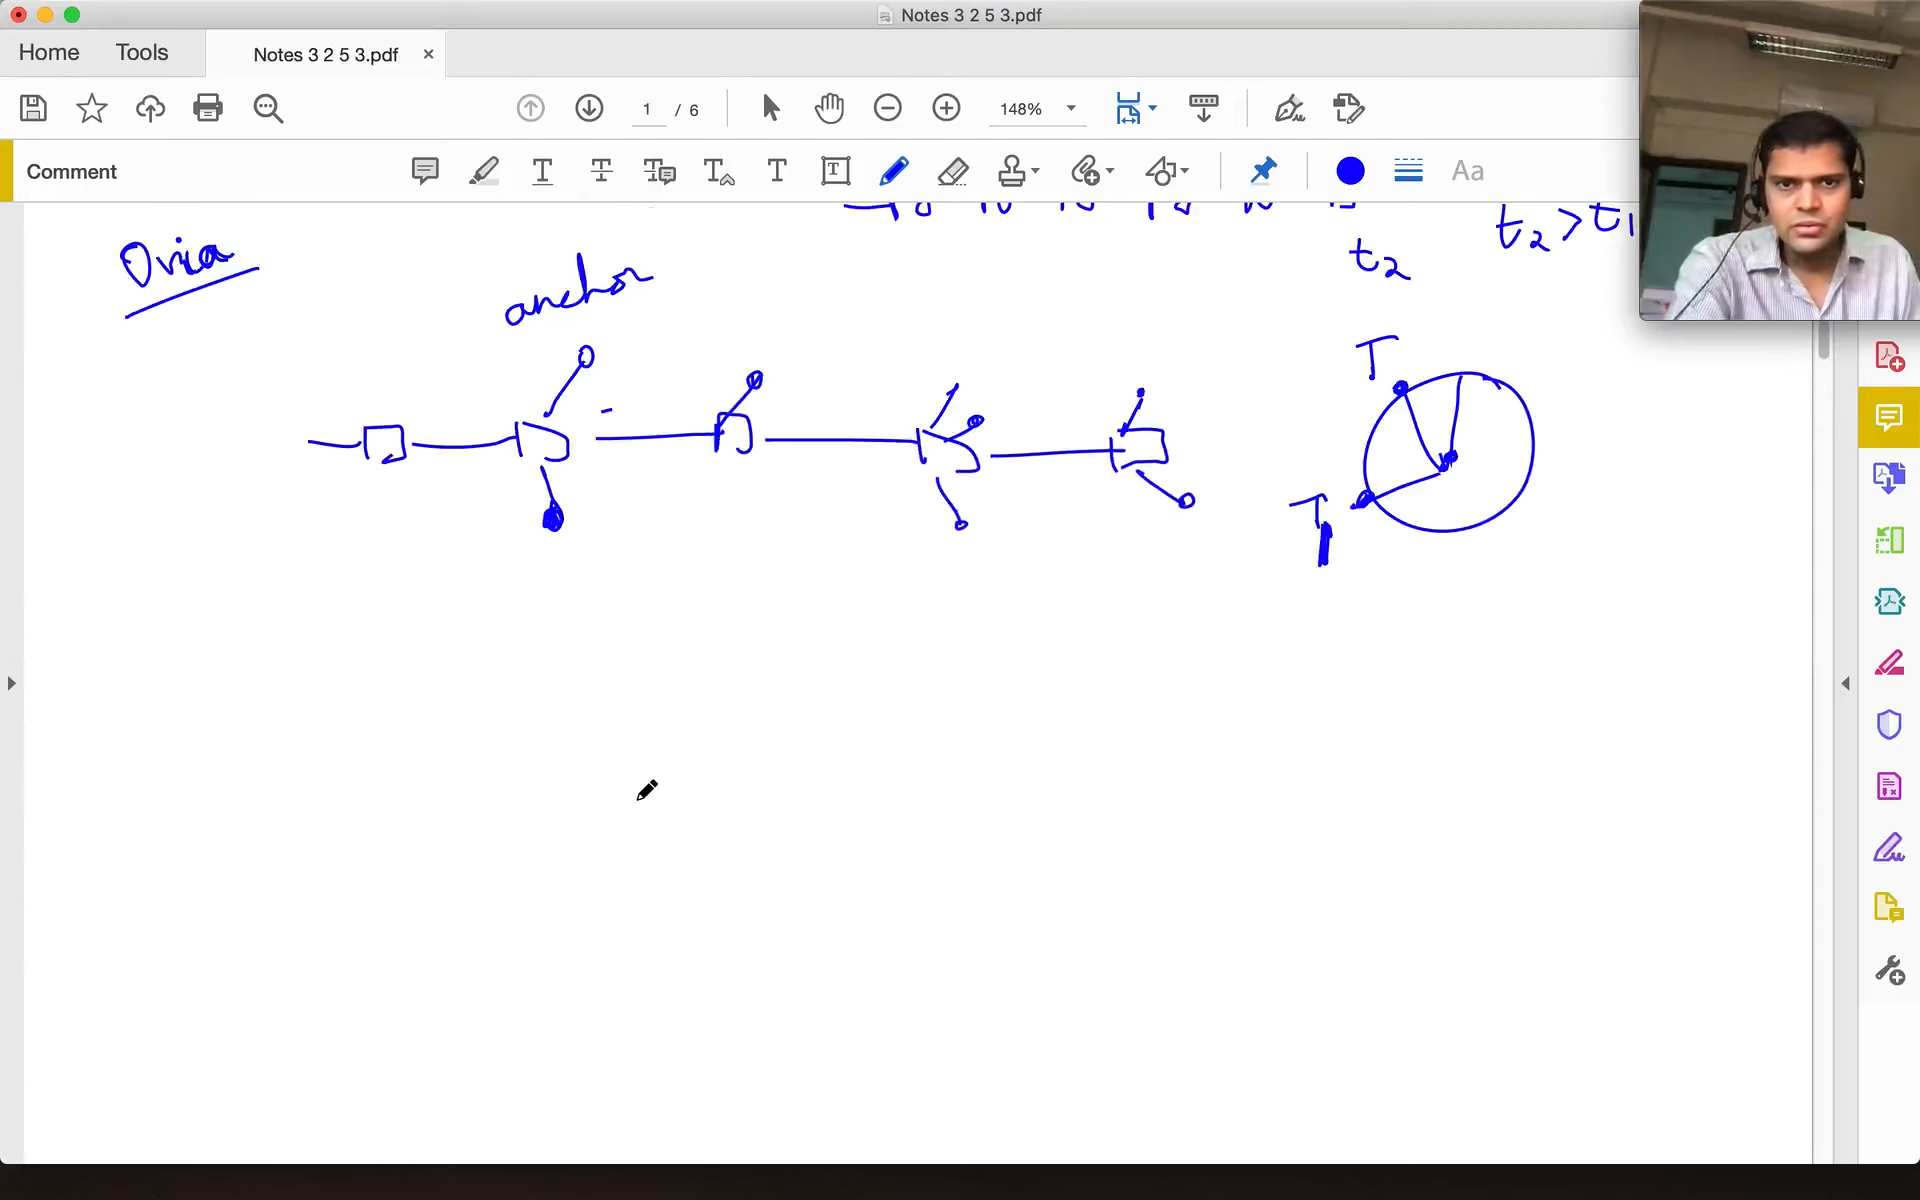 Notes 3 2 5 3.pdf
Home
Tools
Notes 3 2 5 3.pdf
1 / 6
148%
Comment
T
Aa
t2 > t1
t2
Ovia
anchor
T
T